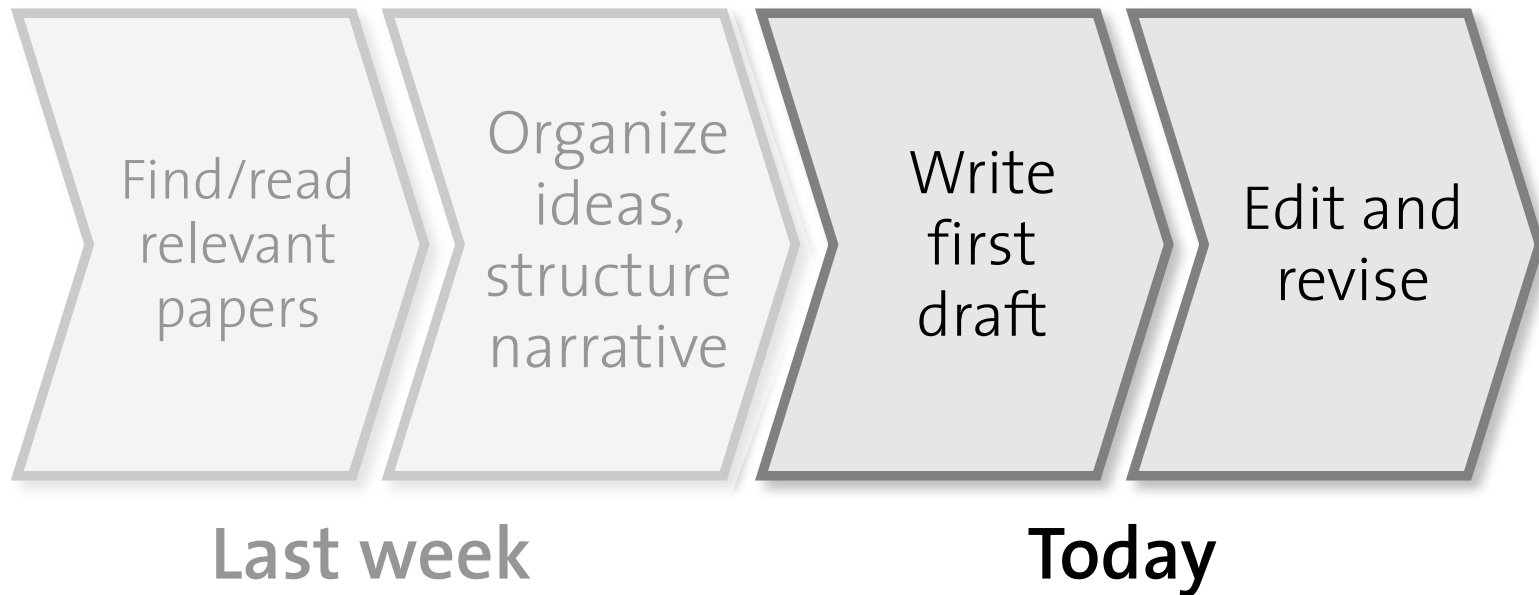 Find/read
relevant
papers
Organize
ideas,
structure
narrative
Write
first
draft
Edit and
revise
Last week
Today